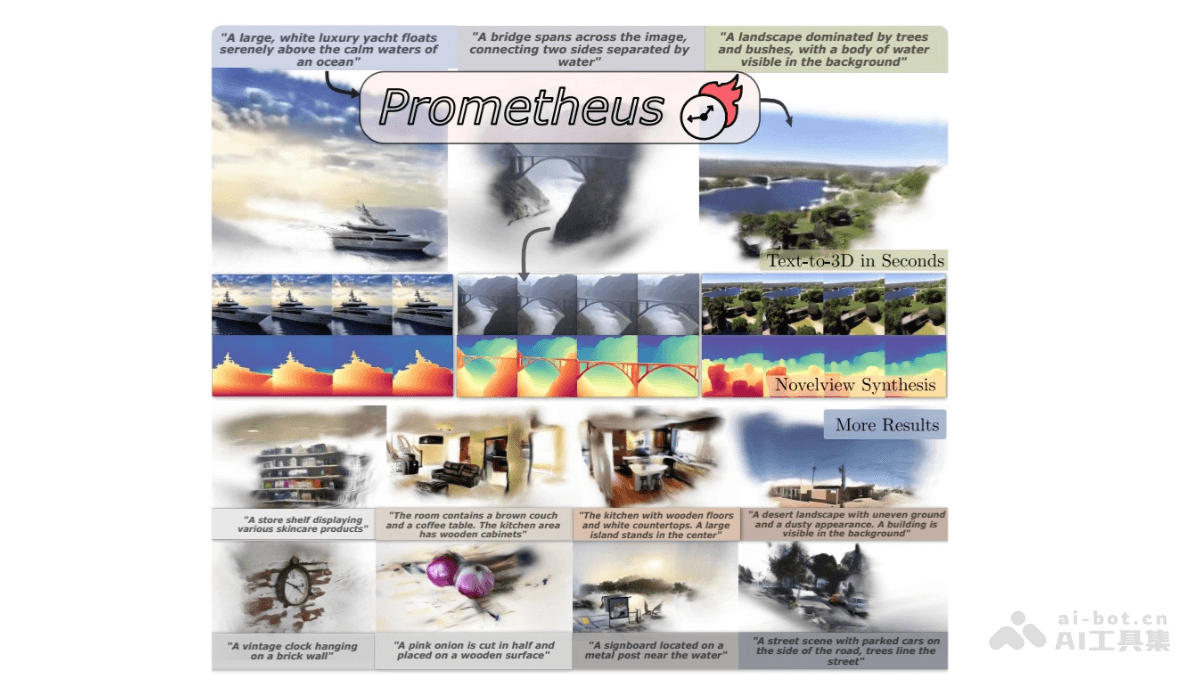 "A large, white luxury yacht floats
serenely above the calm waters of
an ocean"
"A bridge spans across the image,
connecting two sides separated by
water"
"A landscape dominated by trees
and bushes, with a body of water
visible in the background"
Prometheus
Text-to-3D in Seconds
Novelview Synthesis
More Results
"A store shelf displaying
various skincare products"
"The room contains a brown couch
and a coffee table. The kitchen area
has wooden cabinets"
"The kitchen with wooden floors
and white countertops. A large
island stands in the center"
"A desert landscape with uneven ground
and a dusty appearance. A building is
visible in the background"
"A vintage clock hanging
on a brick wall"
"A pink onion is cut in half and
placed on a wooden surface"
"A signboard located on a
metal post near the water"
"A street scene with parked cars on
the side of the road, trees line the
street"
ai-bot.cn
AI工具集